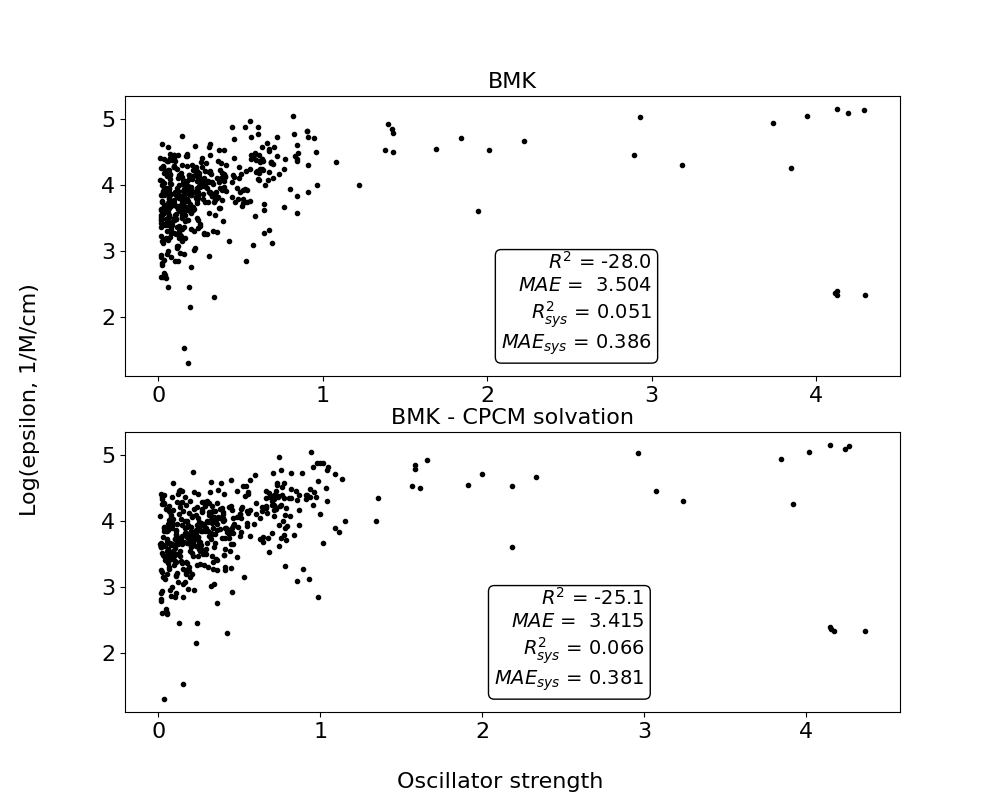 BMK
5
4
3
2
R² = -28.0
MAE = 3.504
R²sys = 0.051
MAEsys = 0.386
0 1 2 3 4
BMK - CPCM solvation
5
4
3
2
R² = -25.1
MAE = 3.415
R²sys = 0.066
MAEsys = 0.381
0 1 2 3 4
Log(epsilon, 1/M/cm)
Oscillator strength